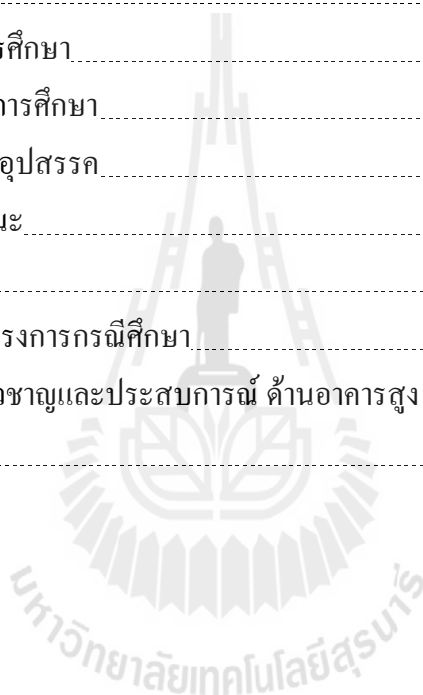 รศึกษา
การศึกษา
อุปสรรค
นะ
รงการกรณีศึกษา
วชาญและประสบการณ์ ด้านอาคารสูง
มหาวิทยาลัยเทคโนโลยีสุรนารี